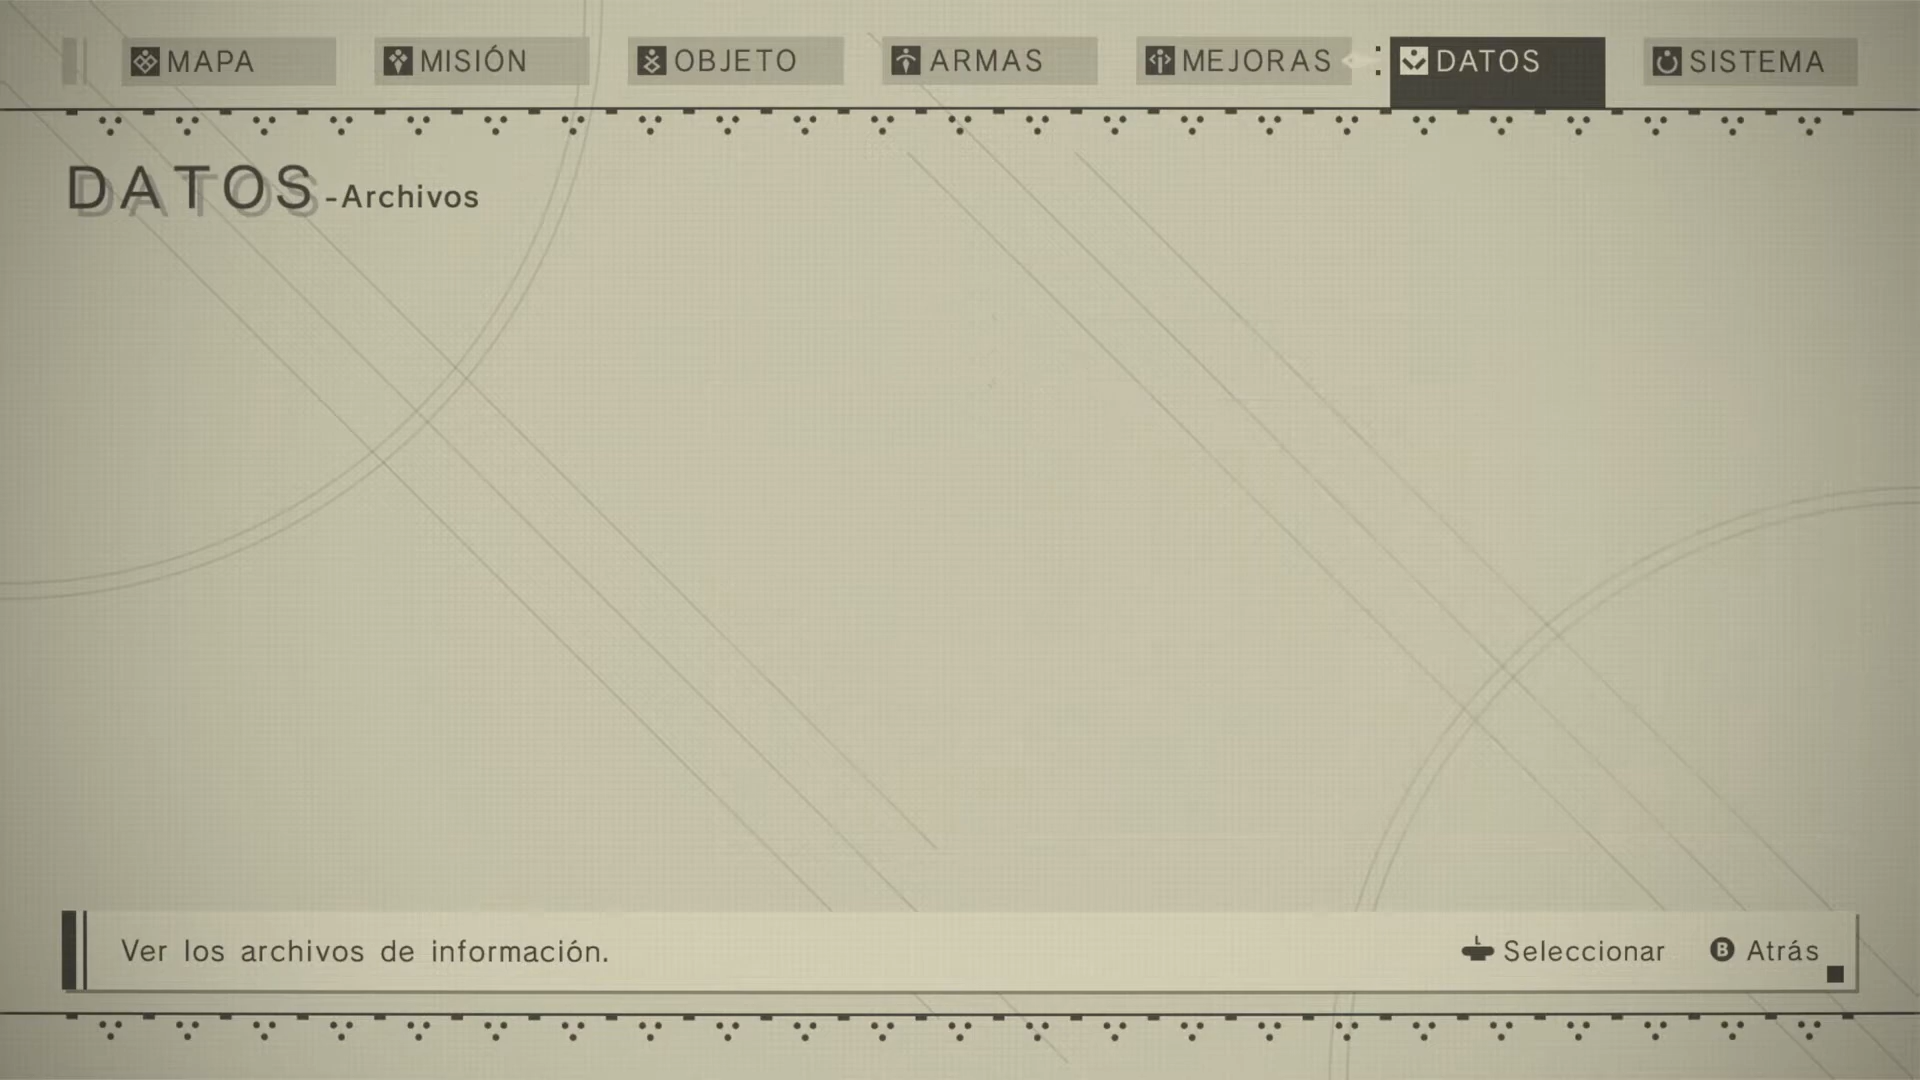 MAPA MISIÓN OBJETO ARMAS MEJORAS DATOS SISTEMA
DATOS -Archivos
Ver los archivos de información.
L Seleccionar B Atrás